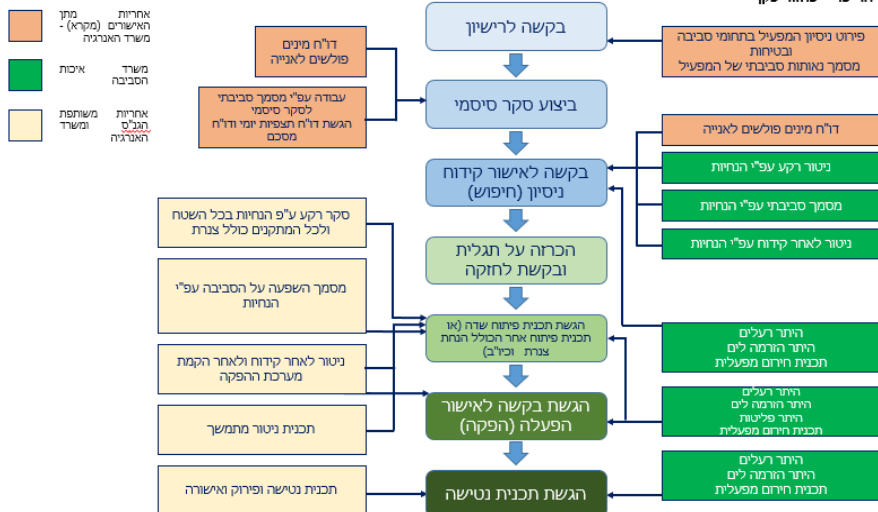 אחריות מתן
האישורים (מקרא) -
משרד האנרגיה
משרד איכות
הסביבה
אחריות משותפת
הגנ"ס ומשרד
האנרגיה
בקשה לרישיון
פירוט ניסיון המפעיל בתחומי סביבה
ובטיחות
מסמך נאותות סביבתי של המפעיל
דו"ח מינים
פולשים לאנייה
עבודה עפ"י מסמך סביבתי
לסקר סיסמי
הגשת דו"ח תצפיות יומי ודו"ח
מסכם
ביצוע סקר סיסמי
דו"ח מינים פולשים לאנייה
ניטור רקע עפ"י הנחיות
מסמך סביבתי עפ"י הנחיות
ניטור לאחר קידוח עפ"י הנחיות
בקשה לאישור קידוח
ניסיון (חיפוש)
סקר רקע ע"פ הנחיות בכל השטח
ולכל המתקנים כולל צנרת
הכרזה על תגלית
ובקשת לחזקה
מסמך השפעה על הסביבה עפ"י
הנחיות
הגשת תכנית פיתוח שדה (או
תכנית פיתוח אחר הכולל הנחת
צנרת וכיו"ב)
היתר רעלים
היתר הזרמה לים
תכנית חירום מפעלית
ניטור לאחר קידוח ולאחר הקמת
מערכת ההפקה
היתר רעלים
היתר הזרמה לים
היתר פליטות
תכנית חירום מפעלית
הגשת בקשה לאישור
הפעלה (הפקה)
תכנית ניטור מתמשך
היתר רעלים
היתר הזרמה לים
תכנית חירום מפעלית
הגשת תכנית נטישה
תכנית נטישה ופירוק ואישורה